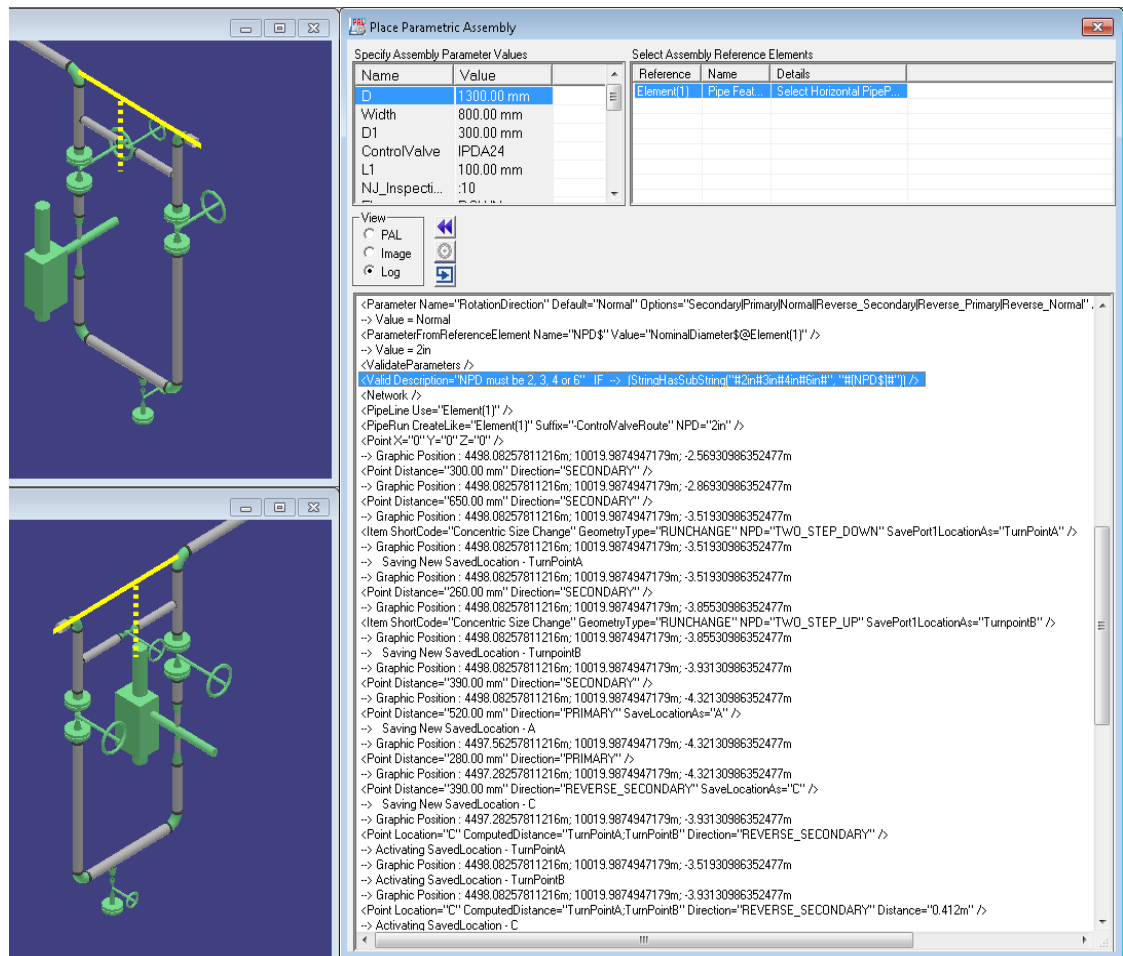 PAL Place Parametric Assembly
Specify Assembly Parameter Values
Name Value
D 1300.00 mm
Width 800.00 mm
D1 300.00 mm
ControlValve IPDA24
L1 100.00 mm
NJ_Inspecti... :10
Select Assembly Reference Elements
Reference Name Details
Element(1) Pipe Feat... Select Horizontal PipeP...
View
PAL
Image
Log
<Parameter Name="RotationDirection" Default="Normal" Options="Secondary|Primary|Normal|Reverse_Secondary|Reverse_Primary|Reverse_Normal"
--> Value = Normal
<ParameterFromReferenceElement Name="NPD$" Value="NominalDiameter$@Element(1)" />
--> Value = 2in
<ValidateParameters />
<Valid Description="NPD must be 2, 3, 4 or 6" IF --> (StringHasSubString("#2in#3in#4in#6in#", "#[NPD$]#")) />
<Network />
<PipeLine Use="Element(1)" />
<PipeRun CreateLike="Element(1)" Suffix="-ControlValveRoute" NPD="2in" />
<Point X="0" Y="0" Z="0" />
--> Graphic Position : 4498.08257811216m; 10019.9874947179m; -2.56930986352477m
<Point Distance="300.00 mm" Direction="SECONDARY" />
--> Graphic Position : 4498.08257811216m; 10019.9874947179m; -2.86930986352477m
<Point Distance="650.00 mm" Direction="SECONDARY" />
--> Graphic Position : 4498.08257811216m; 10019.9874947179m; -3.51930986352477m
<Item ShortCode="Concentric Size Change" GeometryType="RUNCHANGE" NPD="TWO_STEP_DOWN" SavePort1LocationAs="TurnPointA" />
--> Graphic Position : 4498.08257811216m; 10019.9874947179m; -3.51930986352477m
--> Saving New SavedLocation - TurnPointA
--> Graphic Position : 4498.08257811216m; 10019.9874947179m; -3.51930986352477m
<Point Distance="260.00 mm" Direction="SECONDARY" />
--> Graphic Position : 4498.08257811216m; 10019.9874947179m; -3.85530986352477m
<Item ShortCode="Concentric Size Change" GeometryType="RUNCHANGE" NPD="TWO_STEP_UP" SavePort1LocationAs="TurnpointB" />
--> Graphic Position : 4498.08257811216m; 10019.9874947179m; -3.85530986352477m
--> Saving New SavedLocation - TurnpointB
--> Graphic Position : 4498.08257811216m; 10019.9874947179m; -3.93130986352477m
<Point Distance="390.00 mm" Direction="SECONDARY" />
--> Graphic Position : 4498.08257811216m; 10019.9874947179m; -4.32130986352477m
<Point Distance="520.00 mm" Direction="PRIMARY" SaveLocationAs="A" />
--> Saving New SavedLocation - A
--> Graphic Position : 4497.56257811216m; 10019.9874947179m; -4.32130986352477m
<Point Distance="280.00 mm" Direction="PRIMARY" />
--> Graphic Position : 4497.28257811216m; 10019.9874947179m; -4.32130986352477m
<Point Distance="390.00 mm" Direction="REVERSE_SECONDARY" SaveLocationAs="C" />
--> Saving New SavedLocation - C
--> Graphic Position : 4497.28257811216m; 10019.9874947179m; -3.93130986352477m
<Point Location="C" ComputedDistance="TurnPointA;TurnPointB" Direction="REVERSE_SECONDARY" />
--> Activating SavedLocation - TurnPointA
--> Graphic Position : 4498.08257811216m; 10019.9874947179m; -3.51930986352477m
--> Activating SavedLocation - TurnPointB
--> Graphic Position : 4498.08257811216m; 10019.9874947179m; -3.93130986352477m
<Point Location="C" ComputedDistance="TurnPointA;TurnPointB" Direction="REVERSE_SECONDARY" Distance="0.412m" />
--> Activating SavedLocation - C